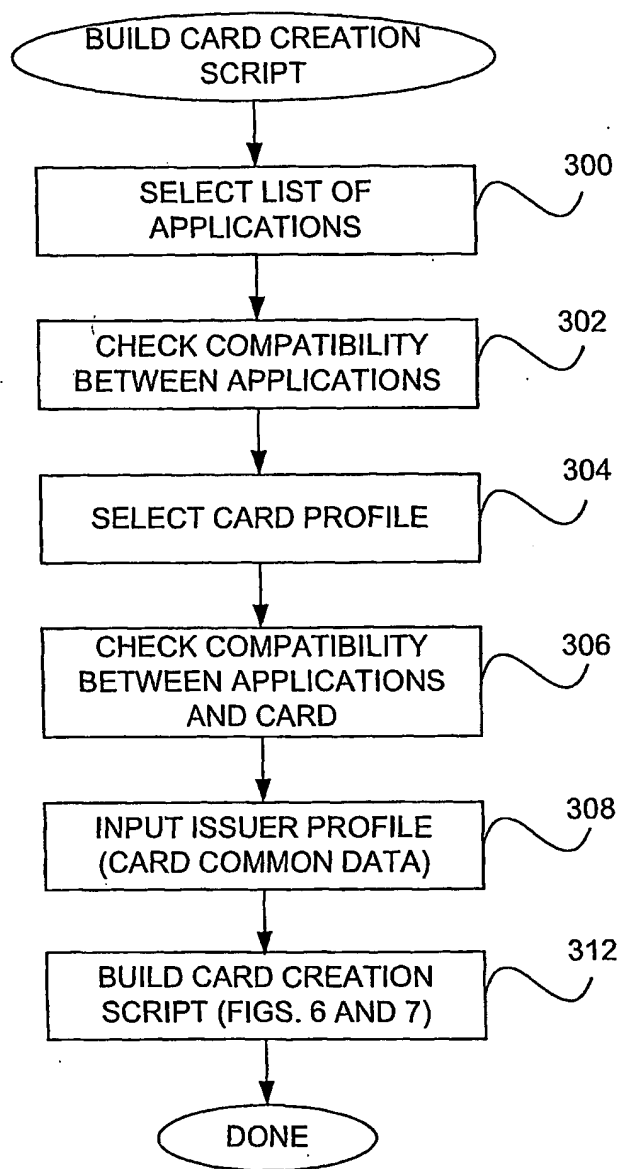 BUILD CARD CREATION
SCRIPT
300
SELECT LIST OF
APPLICATIONS
302
CHECK COMPATIBILITY
BETWEEN APPLICATIONS
304
SELECT CARD PROFILE
306
CHECK COMPATIBILITY
BETWEEN APPLICATIONS
AND CARD
308
INPUT ISSUER PROFILE
(CARD COMMON DATA)
312
BUILD CARD CREATION
SCRIPT (FIGS. 6 AND 7)
DONE